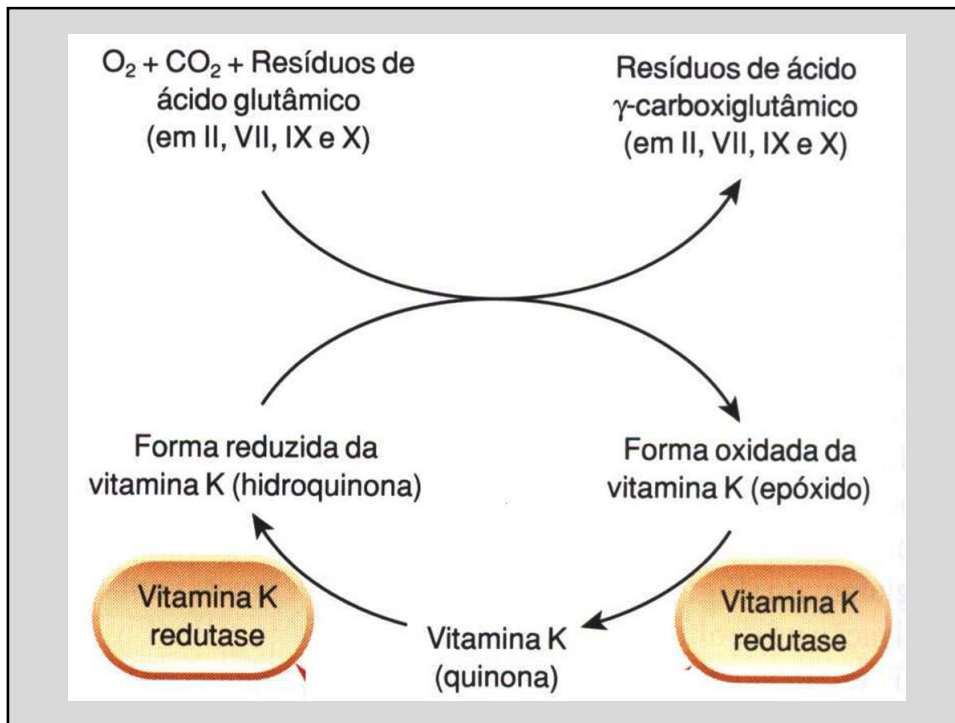 O₂ + CO₂ + Resíduos de
ácido glutâmico
(em II, VII, IX e X)
Resíduos de ácido
γ-carboxiglutâmico
(em II, VII, IX e X)
Forma reduzida da
vitamina K (hidroquinona)
Forma oxidada da
vitamina K (epóxido)
Vitamina K
redutase
Vitamina K
(quinona)
Vitamina K
redutase